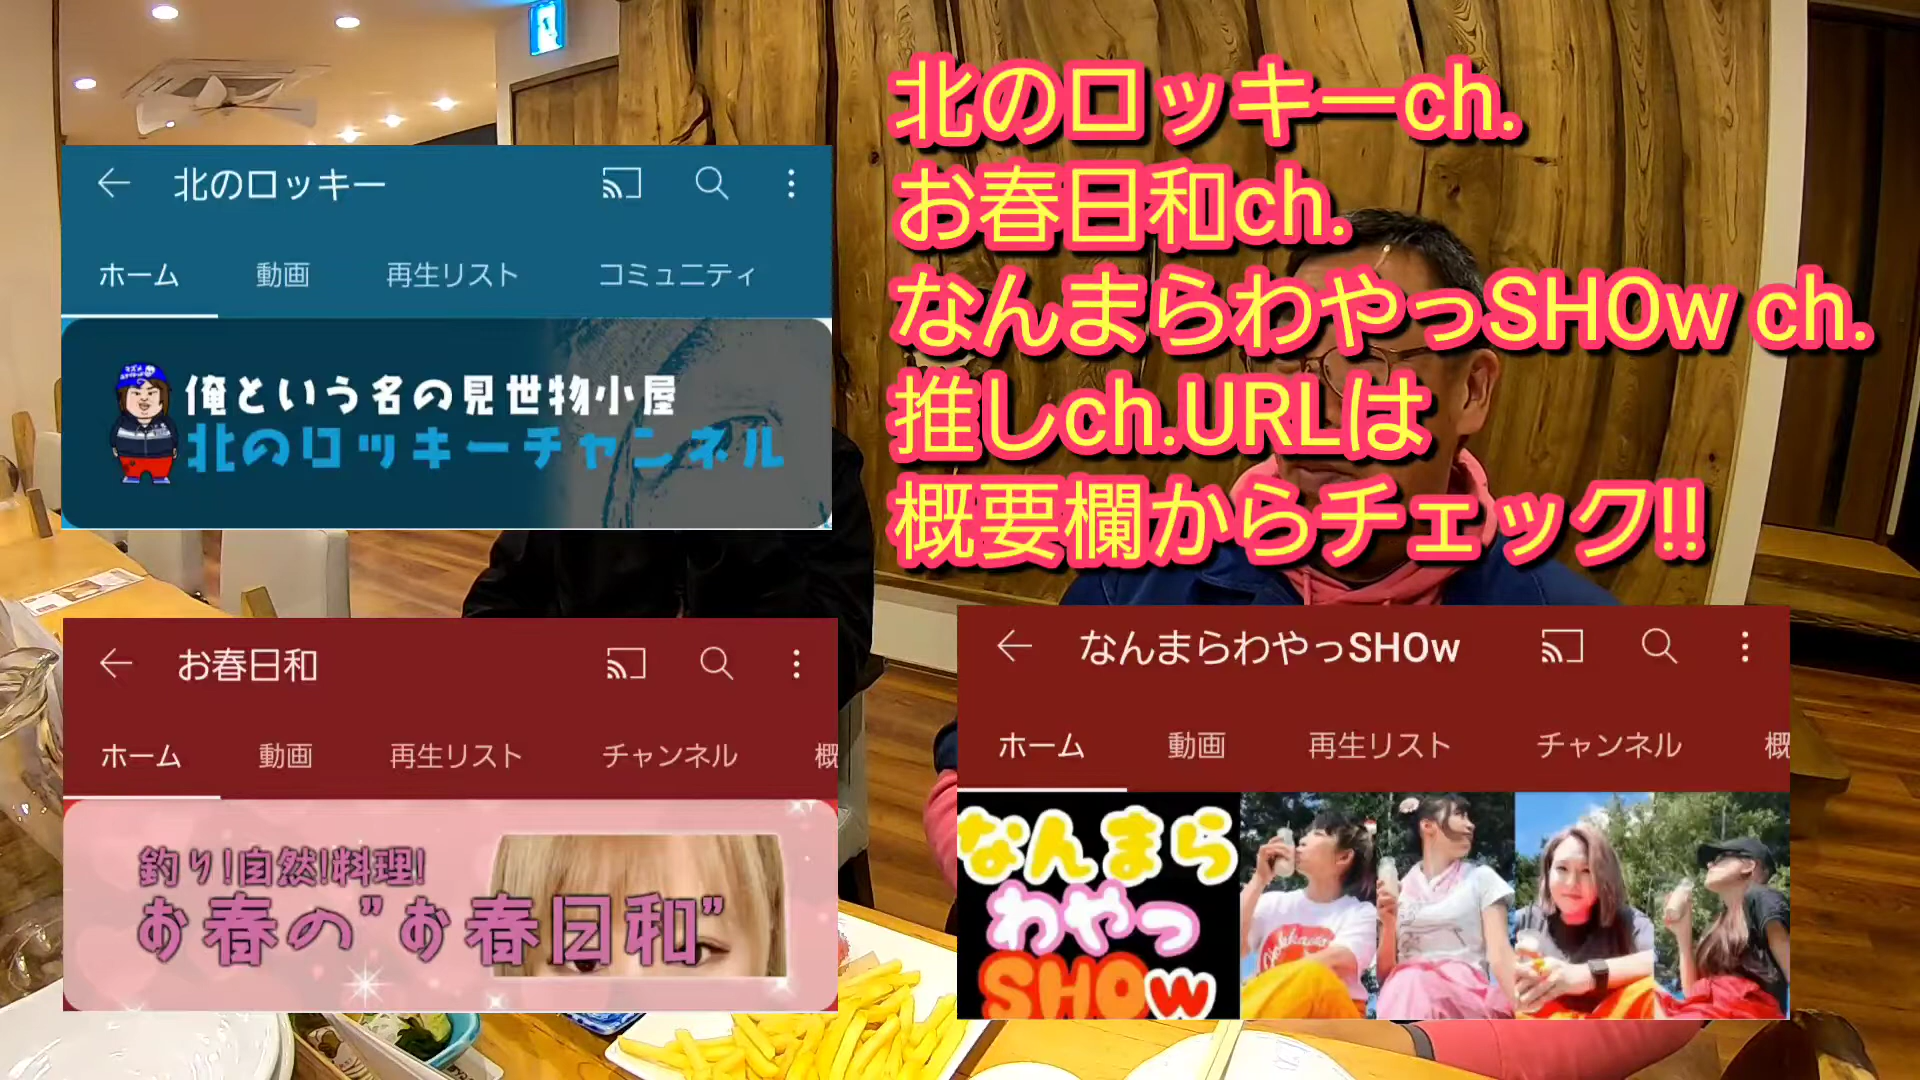 北のロッキーch.
お春日和ch.
なんまらわやっSHOw ch.
推しch.URLは
概要欄からチェック!!
北のロッキー
ホーム 動画 再生リスト コミュニティ
俺という名の見世物小屋
北のロッキーチャンネル
お春日和
ホーム 動画 再生リスト チャンネル 概
釣り!自然!料理!
お春の"お春日和"
なんまらわやっSHOw
ホーム 動画 再生リスト チャンネル 概
なんまら
わやっ
SHOw